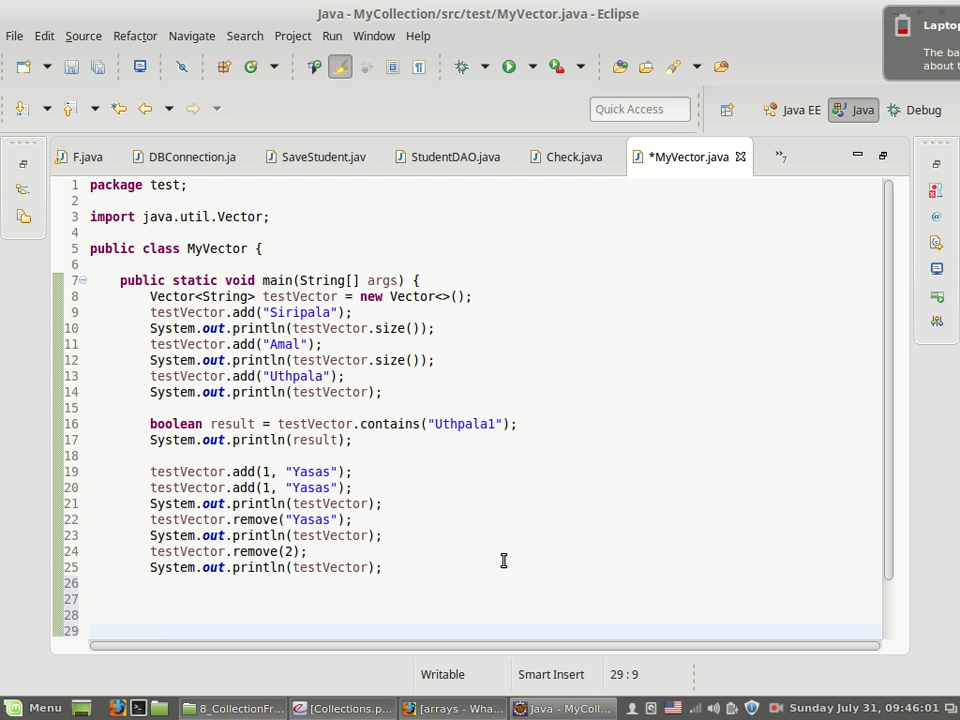 Java - MyCollection/src/test/MyVector.java - Eclipse
File Edit Source Refactor Navigate Search Project Run Window Help
Laptop
The ba
about t
Quick Access
Java EE
Java
Debug
F.java
DBConnection.ja
SaveStudent.jav
StudentDAO.java
Check.java
*MyVector.java
»7
1 package test;
2
3 import java.util.Vector;
4
5 public class MyVector {
6
7 public static void main(String[] args) {
8 Vector<String> testVector = new Vector<>();
9 testVector.add("Siripala");
10 System.out.println(testVector.size());
11 testVector.add("Amal");
12 System.out.println(testVector.size());
13 testVector.add("Uthpala");
14 System.out.println(testVector);
15
16 boolean result = testVector.contains("Uthpala1");
17 System.out.println(result);
18
19 testVector.add(1, "Yasas");
20 testVector.add(1, "Yasas");
21 System.out.println(testVector);
22 testVector.remove("Yasas");
23 System.out.println(testVector);
24 testVector.remove(2);
25 System.out.println(testVector);
26
27
28
29
Writable Smart Insert 29 : 9
Menu 8_CollectionFr... [Collections.p... [arrays - Wha... Java - MyColl... Sunday July 31, 09:46:01